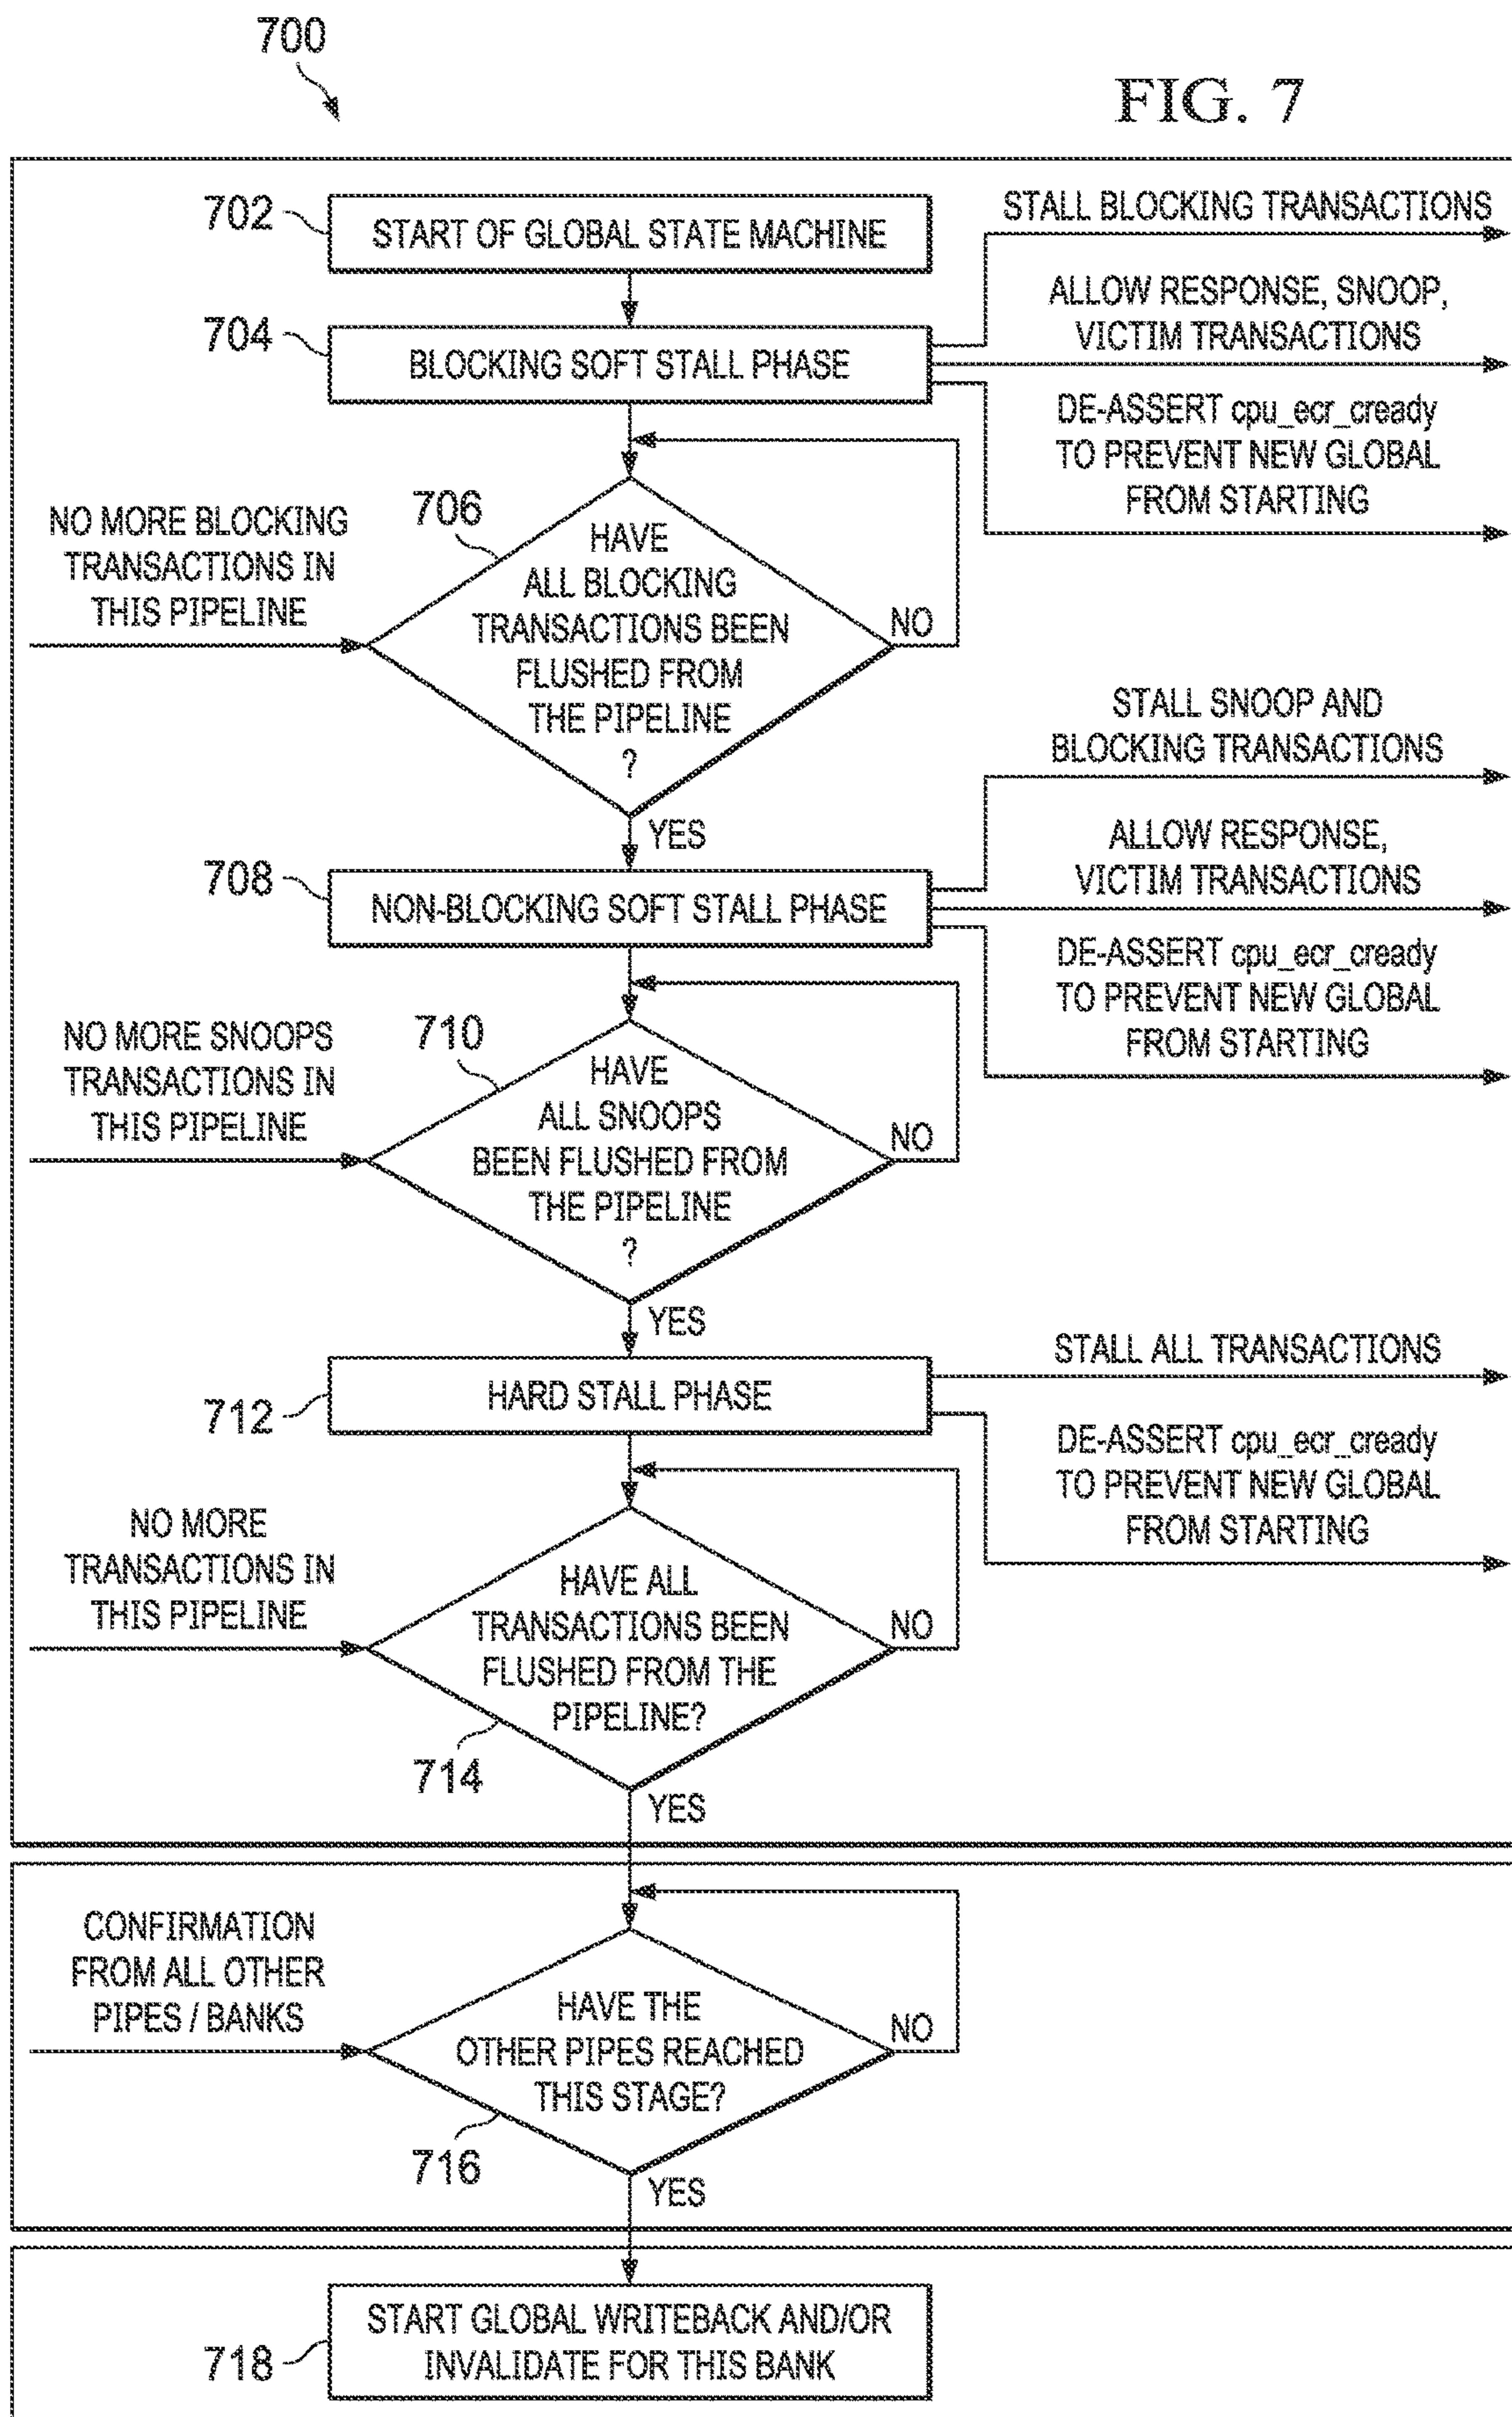 700
FIG. 7
702
START OF GLOBAL STATE MACHINE
STALL BLOCKING TRANSACTIONS
704
BLOCKING SOFT STALL PHASE
ALLOW RESPONSE, SNOOP,
VICTIM TRANSACTIONS
DE-ASSERT cpu_ecr_cready
TO PREVENT NEW GLOBAL
FROM STARTING
NO MORE BLOCKING
TRANSACTIONS IN
THIS PIPELINE
706
HAVE
ALL BLOCKING
TRANSACTIONS BEEN
FLUSHED FROM
THE PIPELINE
?
NO
YES
708
NON-BLOCKING SOFT STALL PHASE
STALL SNOOP AND
BLOCKING TRANSACTIONS
ALLOW RESPONSE,
VICTIM TRANSACTIONS
DE-ASSERT cpu_ecr_cready
TO PREVENT NEW GLOBAL
FROM STARTING
NO MORE SNOOPS
TRANSACTIONS IN
THIS PIPELINE
710
HAVE
ALL SNOOPS
BEEN FLUSHED FROM
THE PIPELINE
?
NO
YES
712
HARD STALL PHASE
STALL ALL TRANSACTIONS
DE-ASSERT cpu_ecr_cready
TO PREVENT NEW GLOBAL
FROM STARTING
NO MORE
TRANSACTIONS IN
THIS PIPELINE
HAVE ALL
TRANSACTIONS BEEN
FLUSHED FROM THE
PIPELINE?
714
NO
YES
CONFIRMATION
FROM ALL OTHER
PIPES / BANKS
HAVE THE
OTHER PIPES REACHED
THIS STAGE?
716
NO
YES
718
START GLOBAL WRITEBACK AND/OR
INVALIDATE FOR THIS BANK